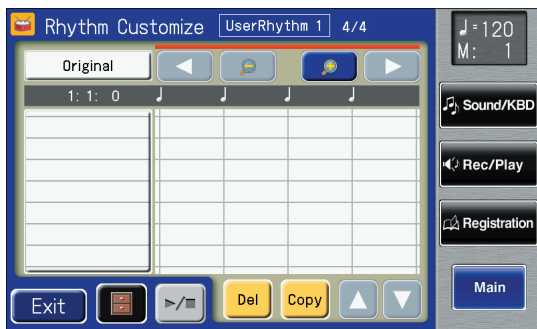 Rhythm Customize UserRhythm 1 4/4
♩=120
M: 1
Original
1: 1: 0
Sound/KBD
Rec/Play
Registration
Main
Exit
Del
Copy